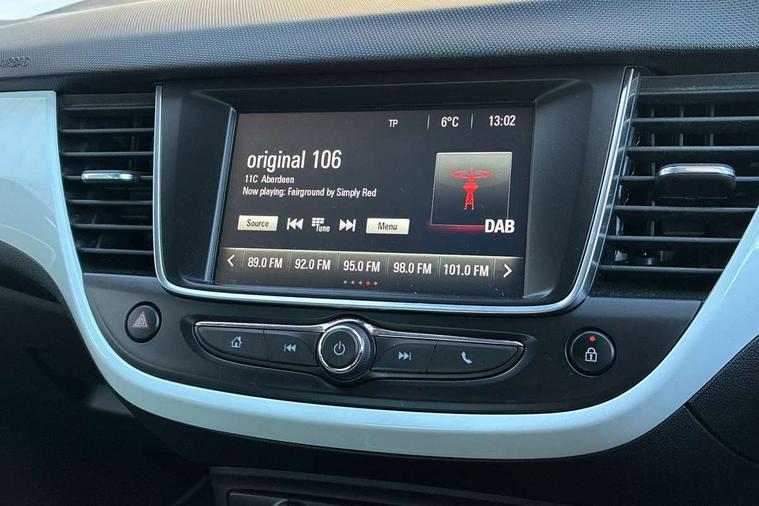 TP 6°C 13:02
original 106
11C Aberdeen
Now playing: Fairground by Simply Red
DAB
Source Tune Menu
89.0 FM 92.0 FM 95.0 FM 98.0 FM 101.0 FM